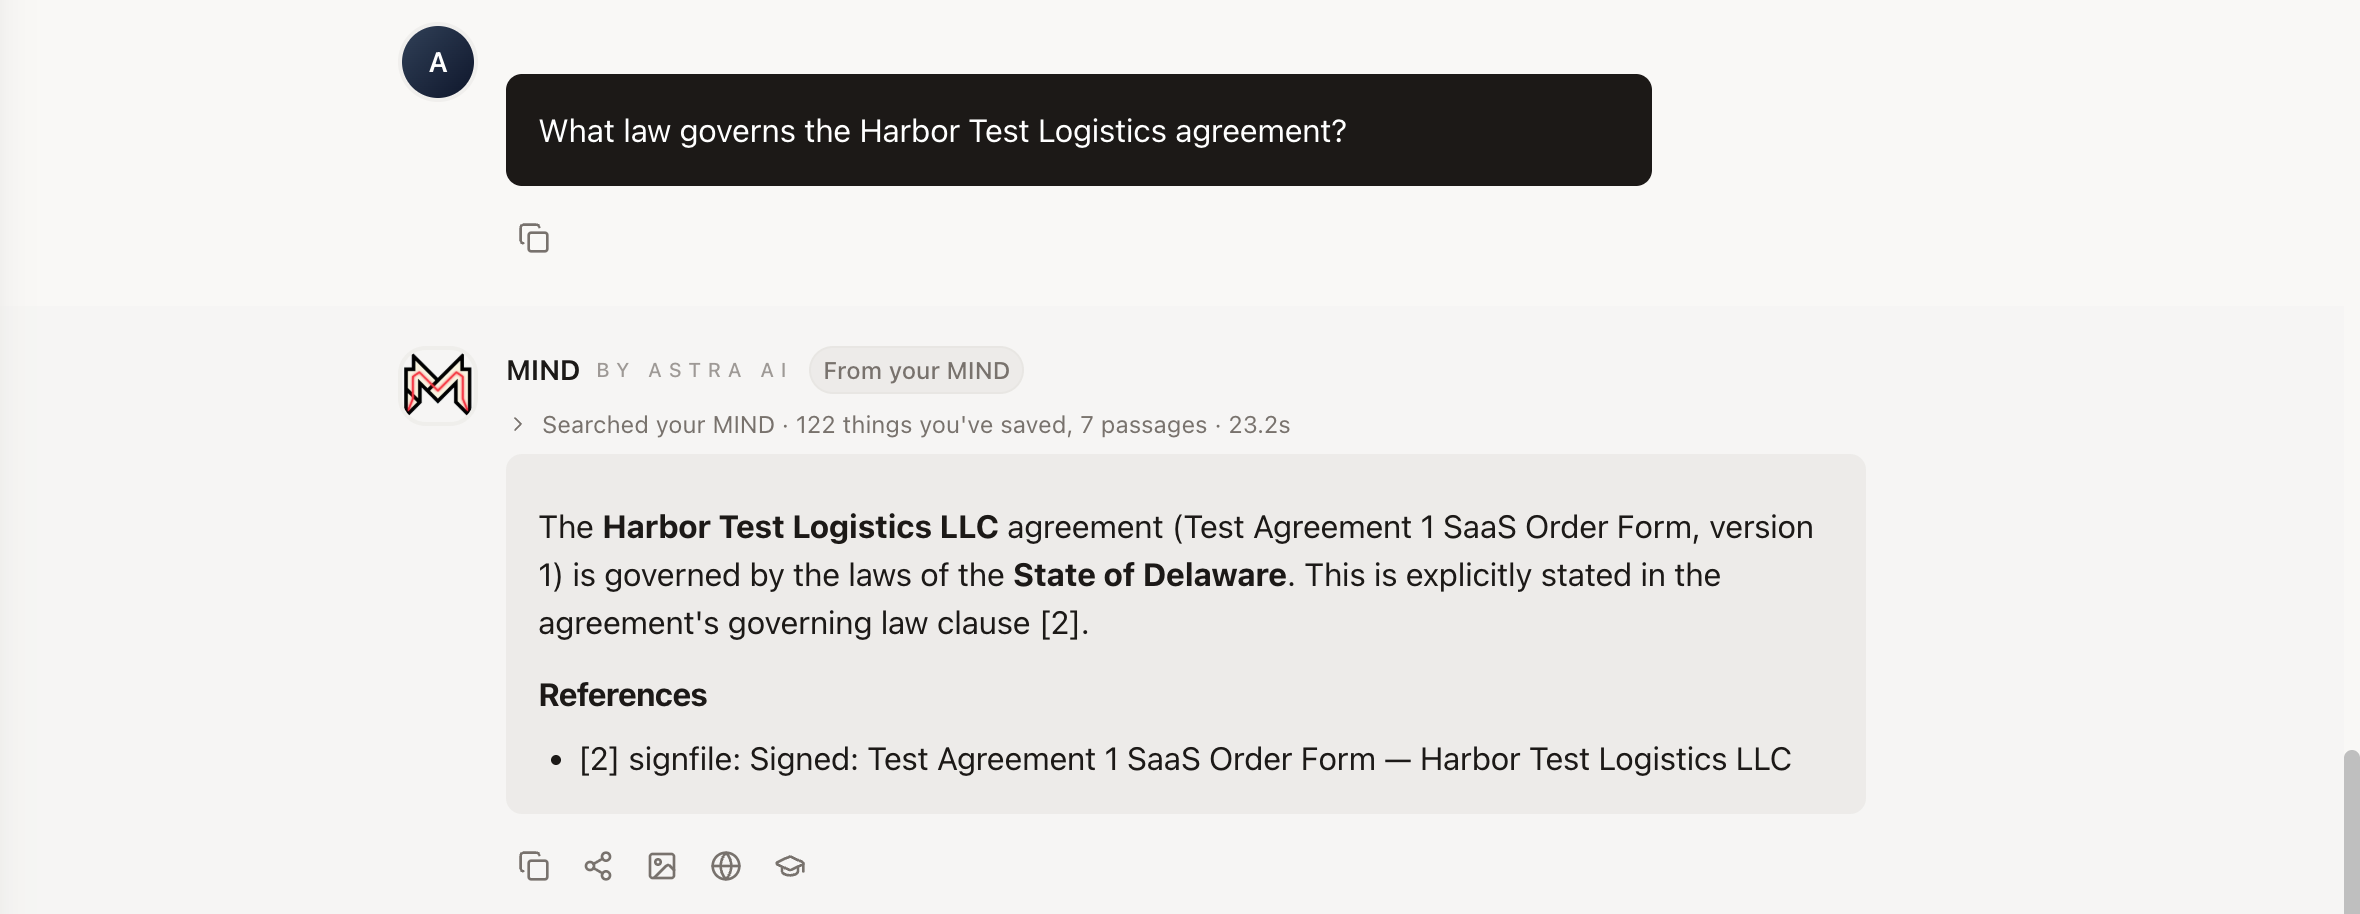 A
What law governs the Harbor Test Logistics agreement?
MIND BY ASTRA AI From your MIND
Searched your MIND · 122 things you've saved, 7 passages · 23.2s
The Harbor Test Logistics LLC agreement (Test Agreement 1 SaaS Order Form, version
1) is governed by the laws of the State of Delaware. This is explicitly stated in the
agreement's governing law clause [2].
References
• [2] signfile: Signed: Test Agreement 1 SaaS Order Form — Harbor Test Logistics LLC